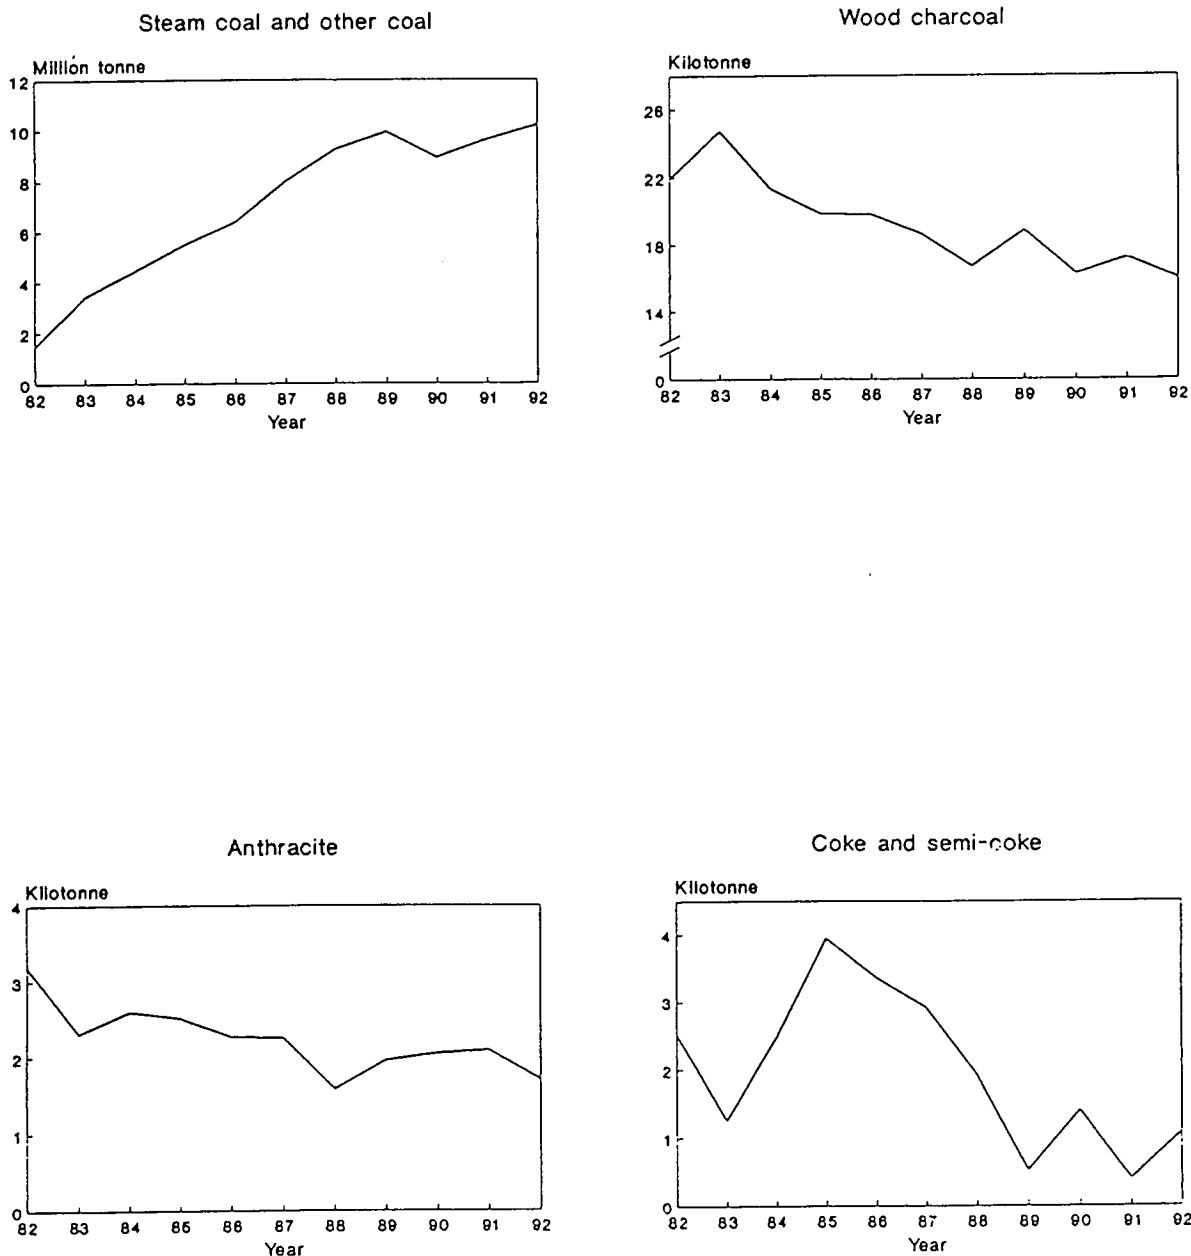 Steam coal and other coal
Million tonne
12
10
8
6
4
2
0
82 83 84 85 86 87 88 89 90 91 92
Year
Wood charcoal
Kilotonne
26
22
18
14
0
82 83 84 85 86 87 88 89 90 91 92
Year
Anthracite
Kilotonne
4
3
2
1
0
82 83 84 85 86 87 88 89 90 91 92
Year
Coke and semi-coke
Kilotonne
4
3
2
1
0
82 83 84 85 86 87 88 89 90 91 92
Year